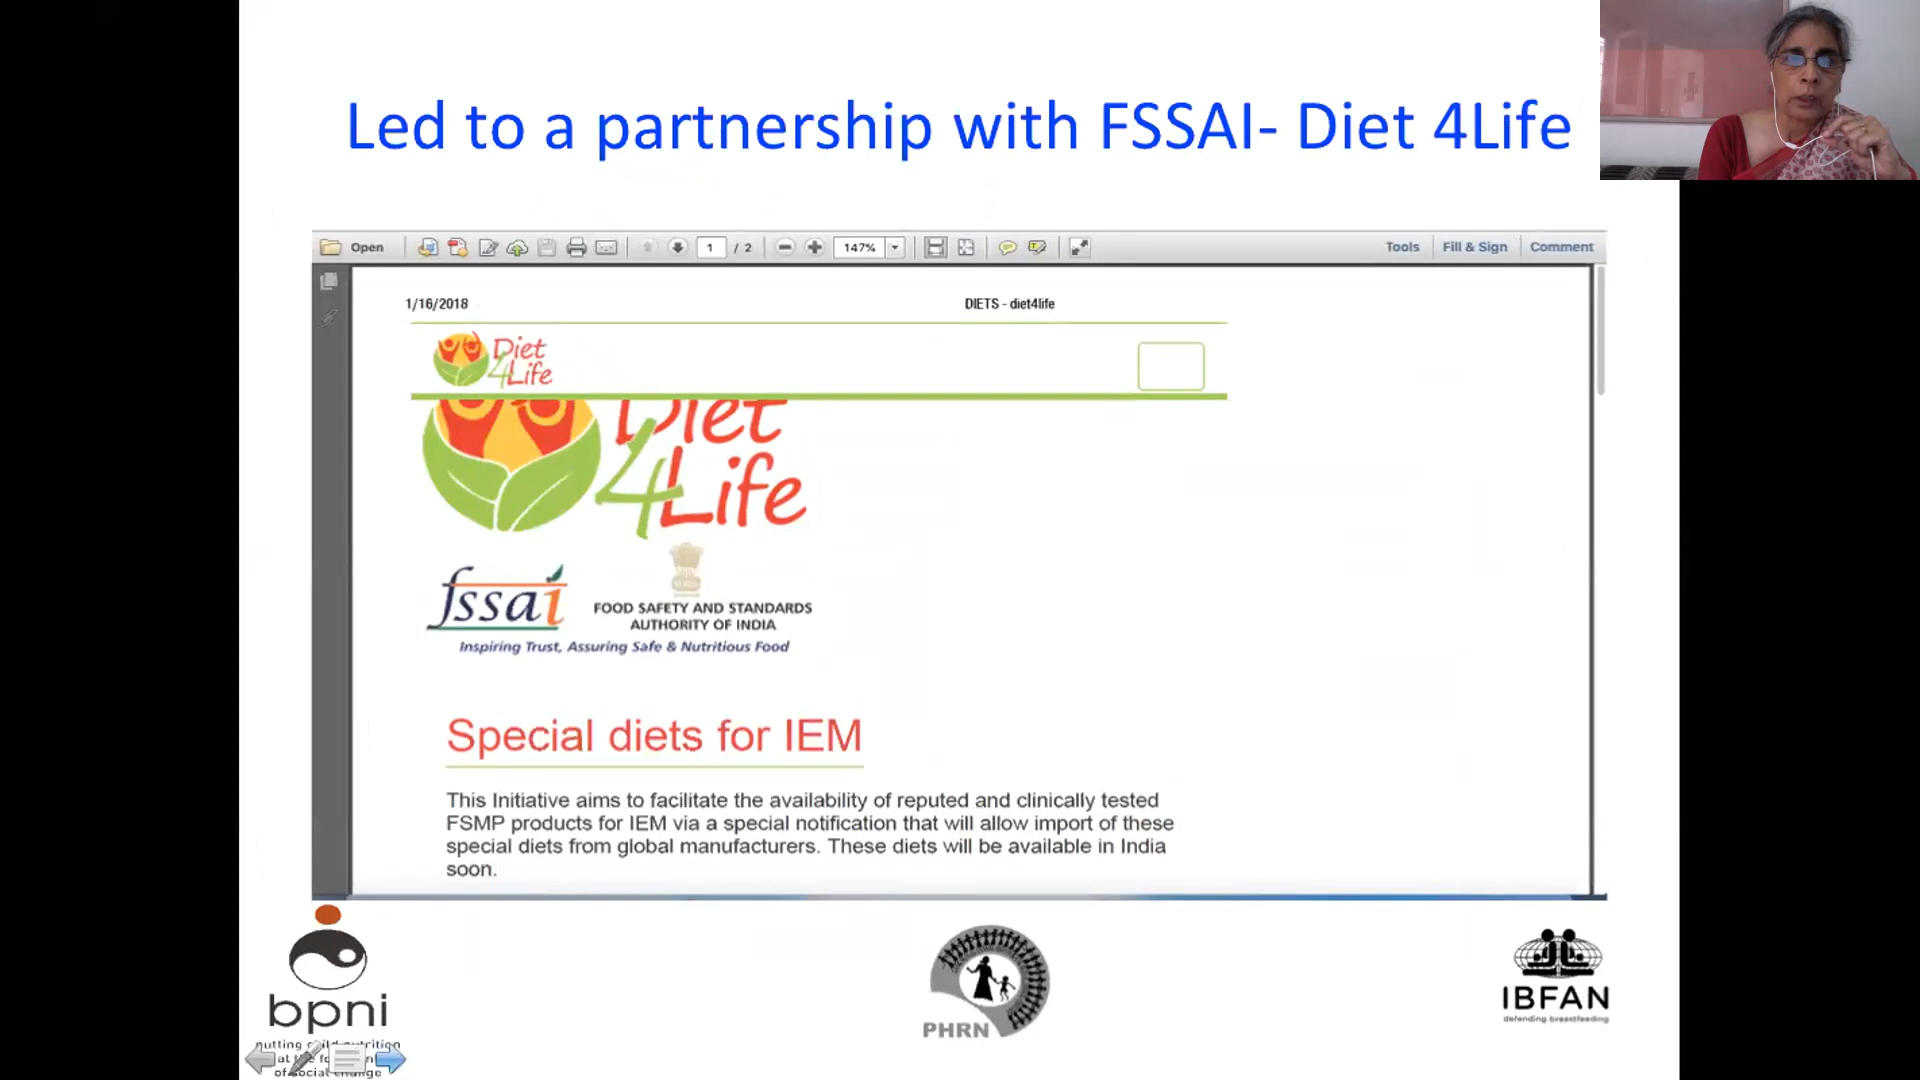 Led to a partnership with FSSAI- Diet 4Life
Open
1 / 2
147%
Tools
Fill & Sign
Comment
1/16/2018
DIETS - diet4life
Diet
4Life
Diet
4Life
fssai
FOOD SAFETY AND STANDARDS
AUTHORITY OF INDIA
Inspiring Trust, Assuring Safe & Nutritious Food
Special diets for IEM
This Initiative aims to facilitate the availability of reputed and clinically tested
FSMP products for IEM via a special notification that will allow import of these
special diets from global manufacturers. These diets will be available in India
soon.
bpni
putting child nutrition
at the
of social change
PHRN
IBFAN
defending breastfeeding